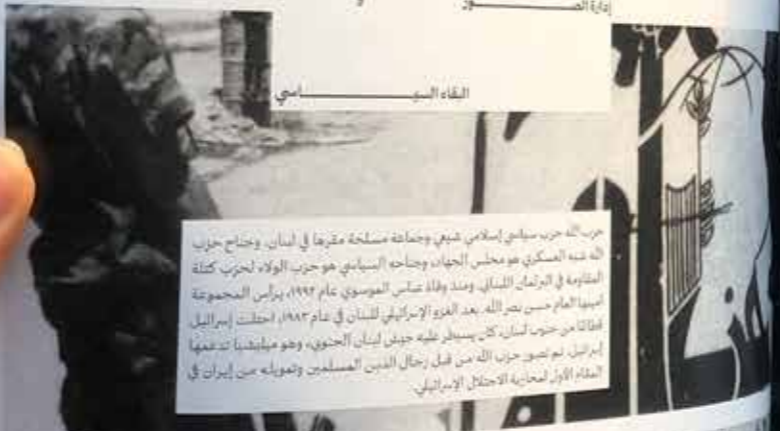 إدارة الصـــــــور
البقاء السيـــــــاسي
حزب الله حزب سياسي إسلامي شيعي وجماعة مسلحة مقرها في لبنان. وجناح حزب
الله شبه العسكري هو مجلس الجهاد، وجناحه السياسي هو حزب الولاء لحزب كتلة
المقاومة في البرلمان اللبناني. ومنذ وفاة عباس الموسوي عام ١٩٩٢، يرأس المجموعة
أمينها العام حسن نصر الله. بعد الغزو الإسرائيلي للبنان في عام ١٩٨٢، احتلت إسرائيل
قطاعًا من جنوب لبنان، كان يسيطر عليه جيش لبنان الجنوبي، وهو ميليشيا تدعمها
إسرائيل. تم تصور حزب الله من قبل رجال الدين المسلمين وتمويله من إيران في
المقام الأول لمحاربة الاحتلال الإسرائيلي.